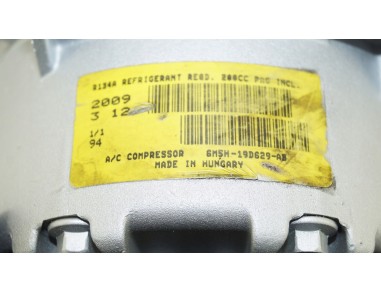 R134A REFRIGERANT REQD. 200CC PAG INCL.
2009
3 12
1/1
94
A/C COMPRESSOR 6M5H-19D629-AB
MADE IN HUNGARY